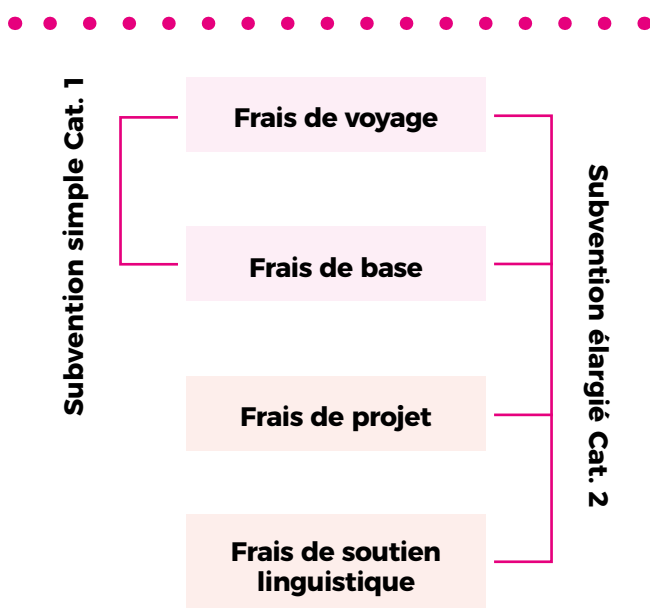 Subvention simple Cat. 1
Frais de voyage
Frais de base
Frais de projet
Frais de soutien
linguistique
Subvention élargié Cat. 2